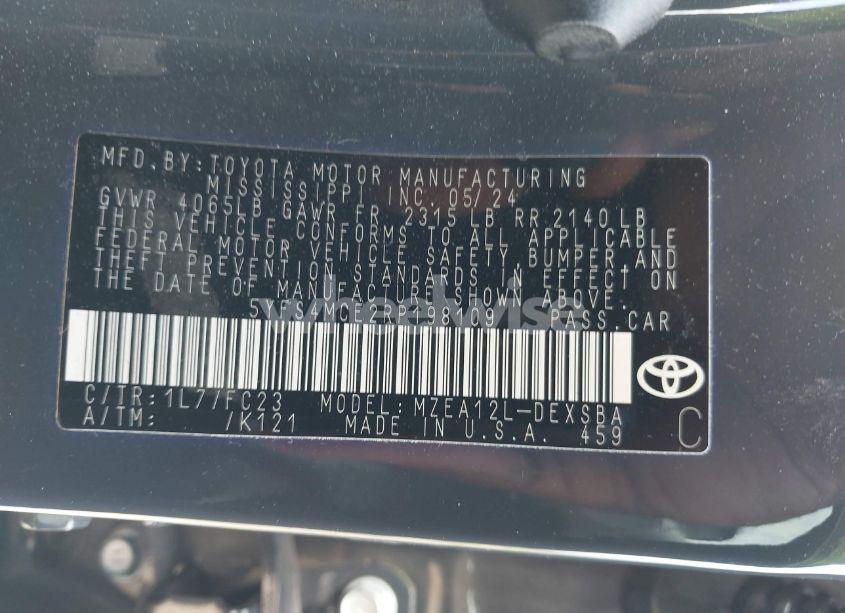 MFD.BY:TOYOTA MOTOR MANUFACTURING
MISSISSIPPI INC. 05/24
GVWR 4065LB GAWR FR 2315 LB RR 2140LB
THIS VEHICLE CONFORMS TO ALL APPLICABLE
FEDERAL MOTOR VEHICLE SAFETY BUMPER,AND
THEFT PREVENTION STANDARDS IN EFFECT ON
THE DATE OF MANUFACTURE SHOWN ABOVE.
PASS.CAR
wheelwise
C/TR:1L7/FC23 MODEL:MZEA12L-DEXSBA
A/TM: /K121 MADE IN U.S.A. 459
C